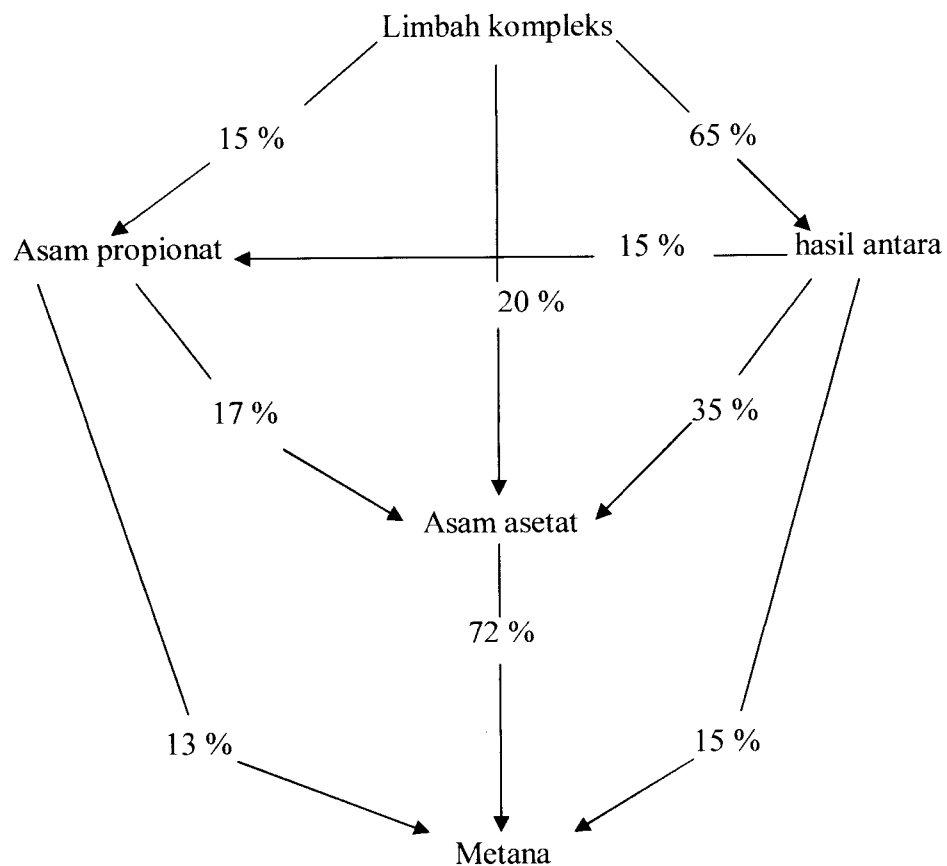 Limbah kompleks
15 %
65 %
Asam propionat
15 %
hasil antara
20 %
17 %
35 %
Asam asetat
72 %
13 %
15 %
Metana